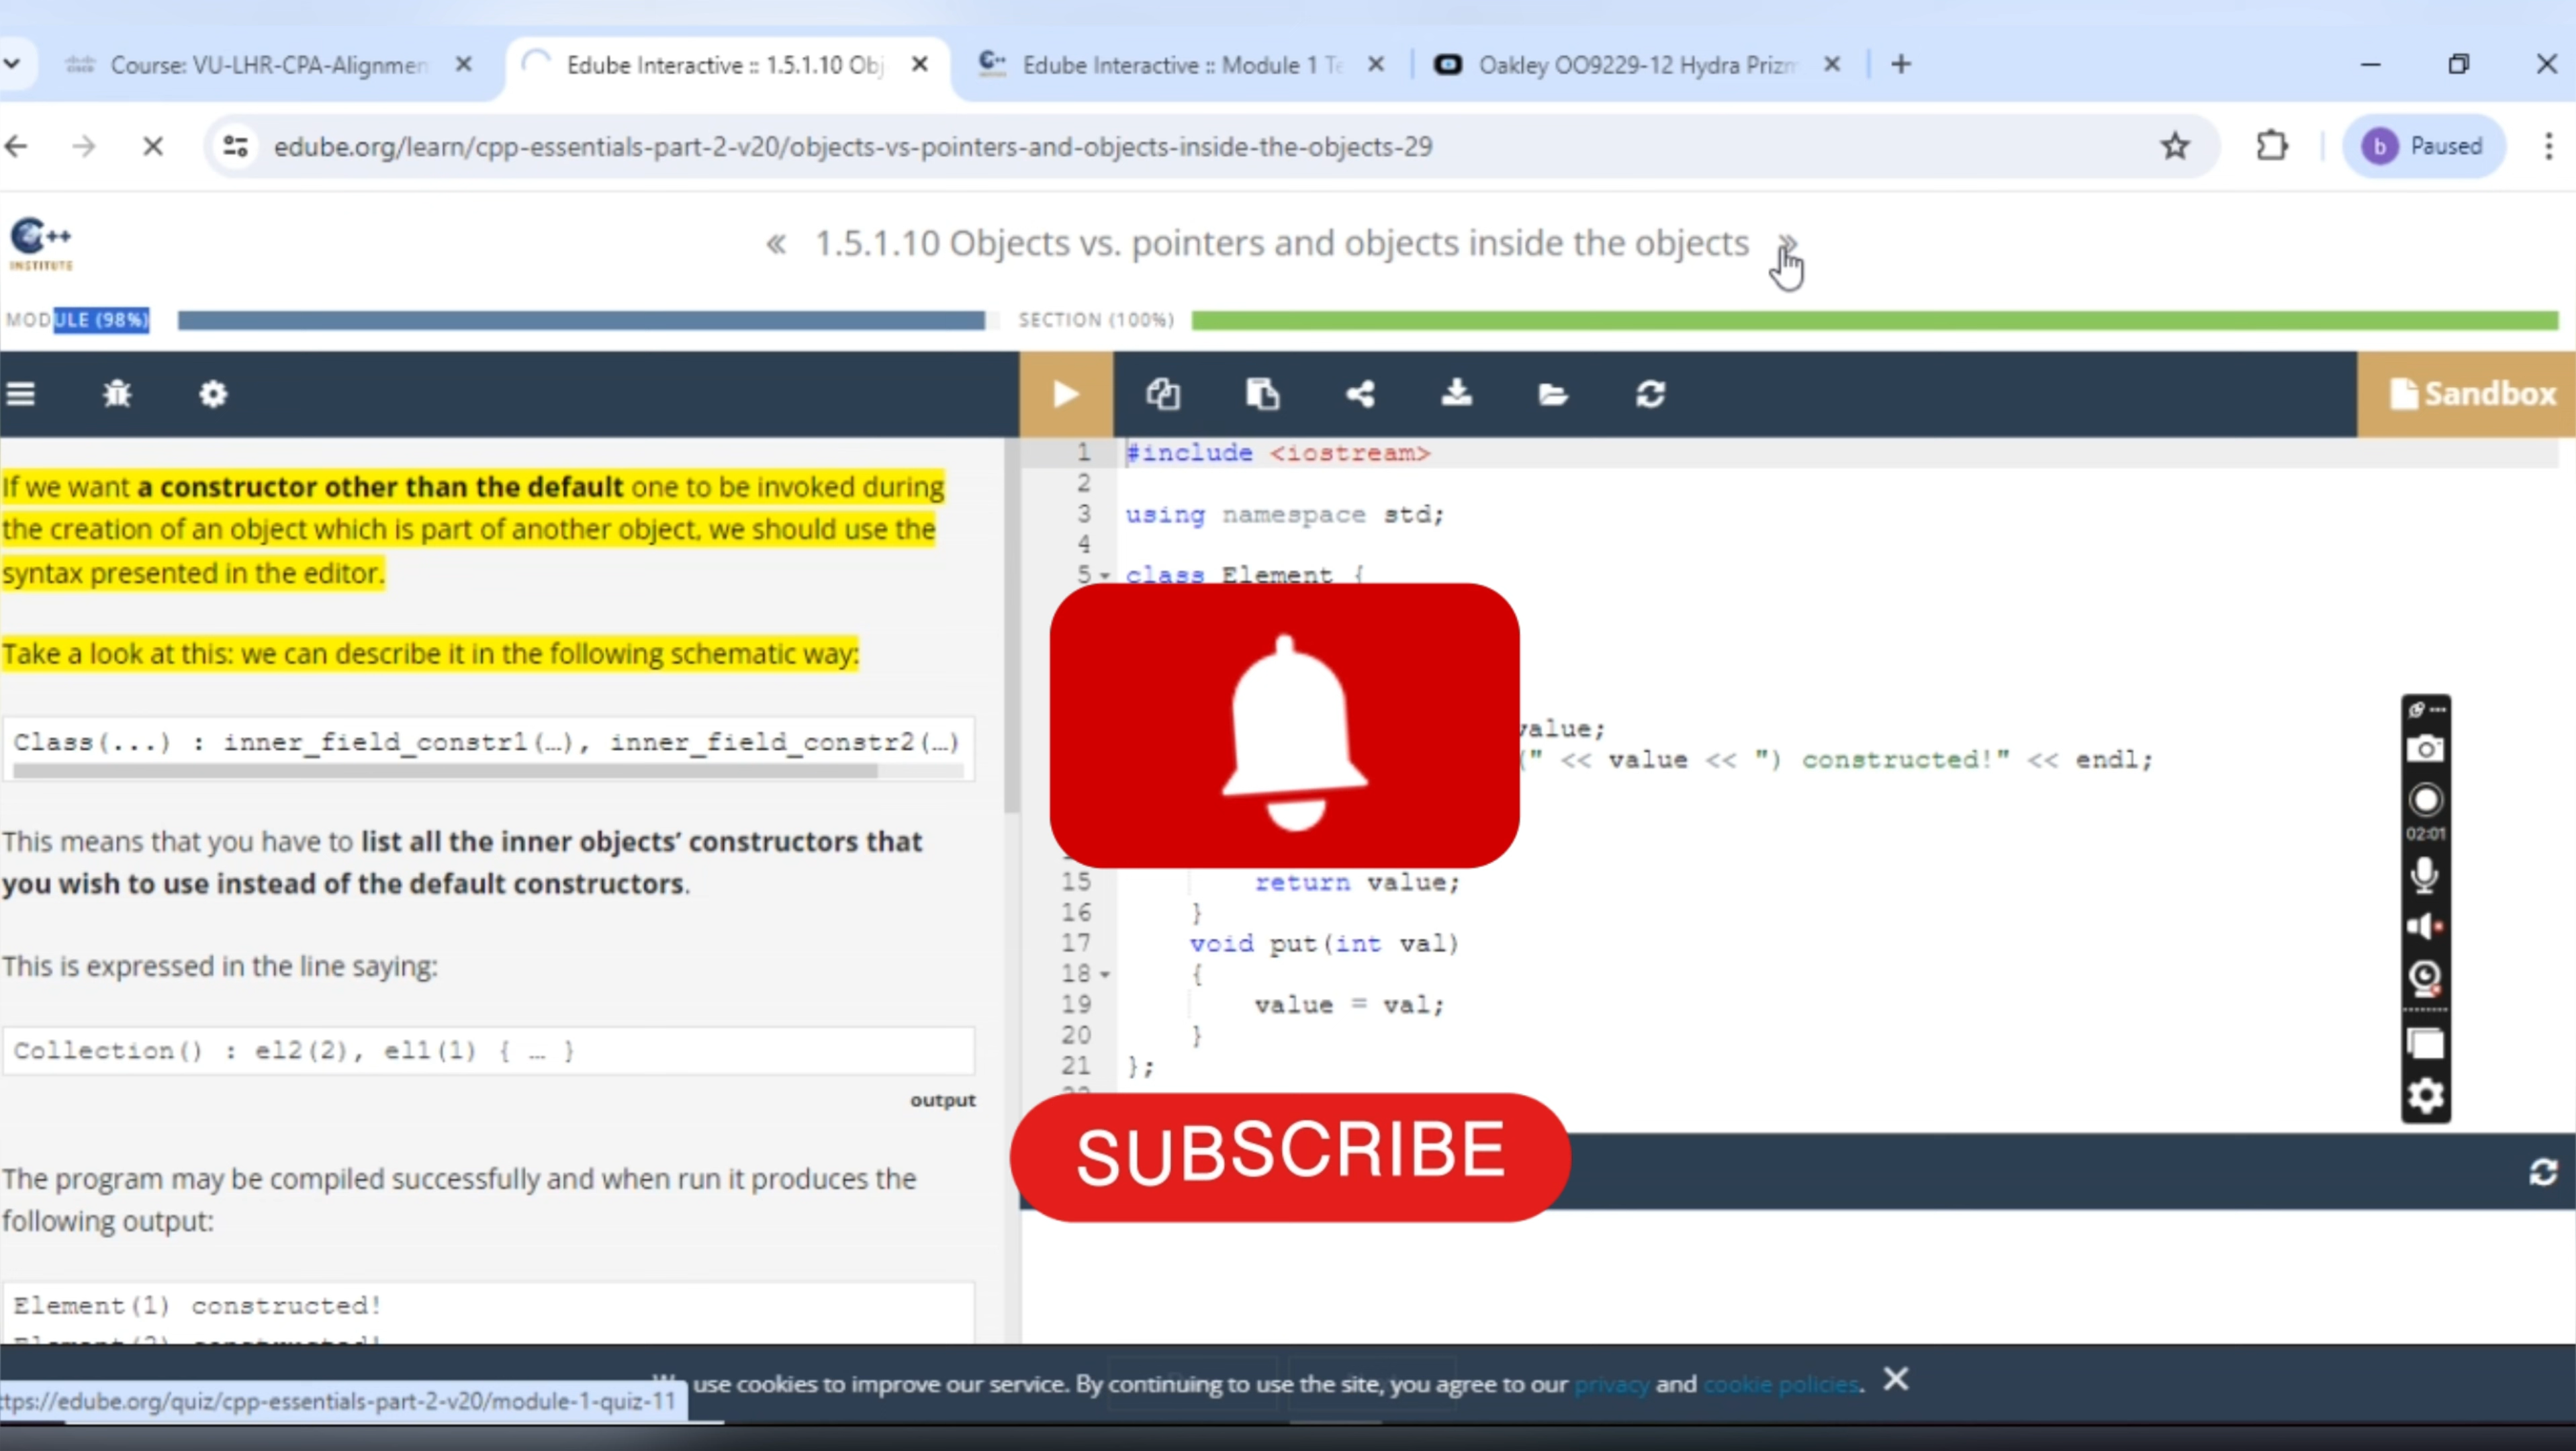 Course: VU-LHR-CPA-Alignmen
Edube Interactive :: 1.5.1.10 Obj
Edube Interactive :: Module 1 Te
Oakley OO9229-12 Hydra Prizm
edube.org/learn/cpp-essentials-part-2-v20/objects-vs-pointers-and-objects-inside-the-objects-29
b Paused
C++
INSTITUTE
« 1.5.1.10 Objects vs. pointers and objects inside the objects »
MODULE (98%)
SECTION (100%)
Sandbox
If we want a constructor other than the default one to be invoked during
the creation of an object which is part of another object, we should use the
syntax presented in the editor.
Take a look at this: we can describe it in the following schematic way:
Class(...) : inner_field_constr1(…), inner_field_constr2(…)
This means that you have to list all the inner objects’ constructors that
you wish to use instead of the default constructors.
This is expressed in the line saying:
Collection() : el2(2), el1(1) { … }
output
The program may be compiled successfully and when run it produces the
following output:
Element(1) constructed!
1 #include <iostream>
2
3 using namespace std;
4
5 class Element {
value;
(" << value << ") constructed!" << endl;
15 return value;
16 }
17 void put(int val)
18 {
19 value = val;
20 }
21 };
02:01
SUBSCRIBE
use cookies to improve our service. By continuing to use the site, you agree to our privacy and cookie policies.
ttps://edube.org/quiz/cpp-essentials-part-2-v20/module-1-quiz-11